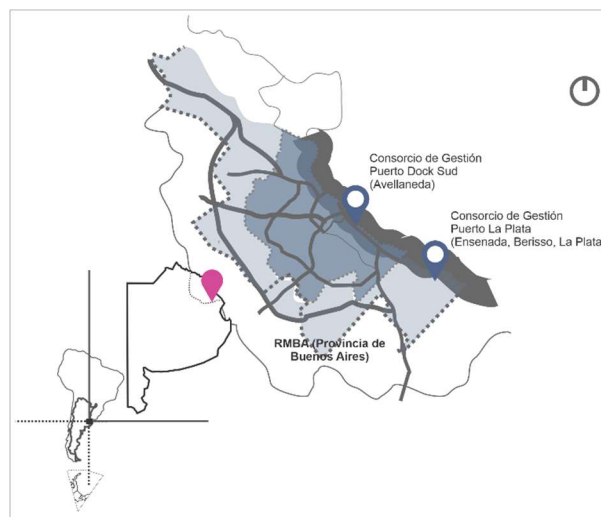 Consorcio de Gestión
Puerto Dock Sud
(Avellaneda)
Consorcio de Gestión
Puerto La Plata
(Ensenada, Berisso, La Plata
RMBA (Provincia de
Buenos Aires)